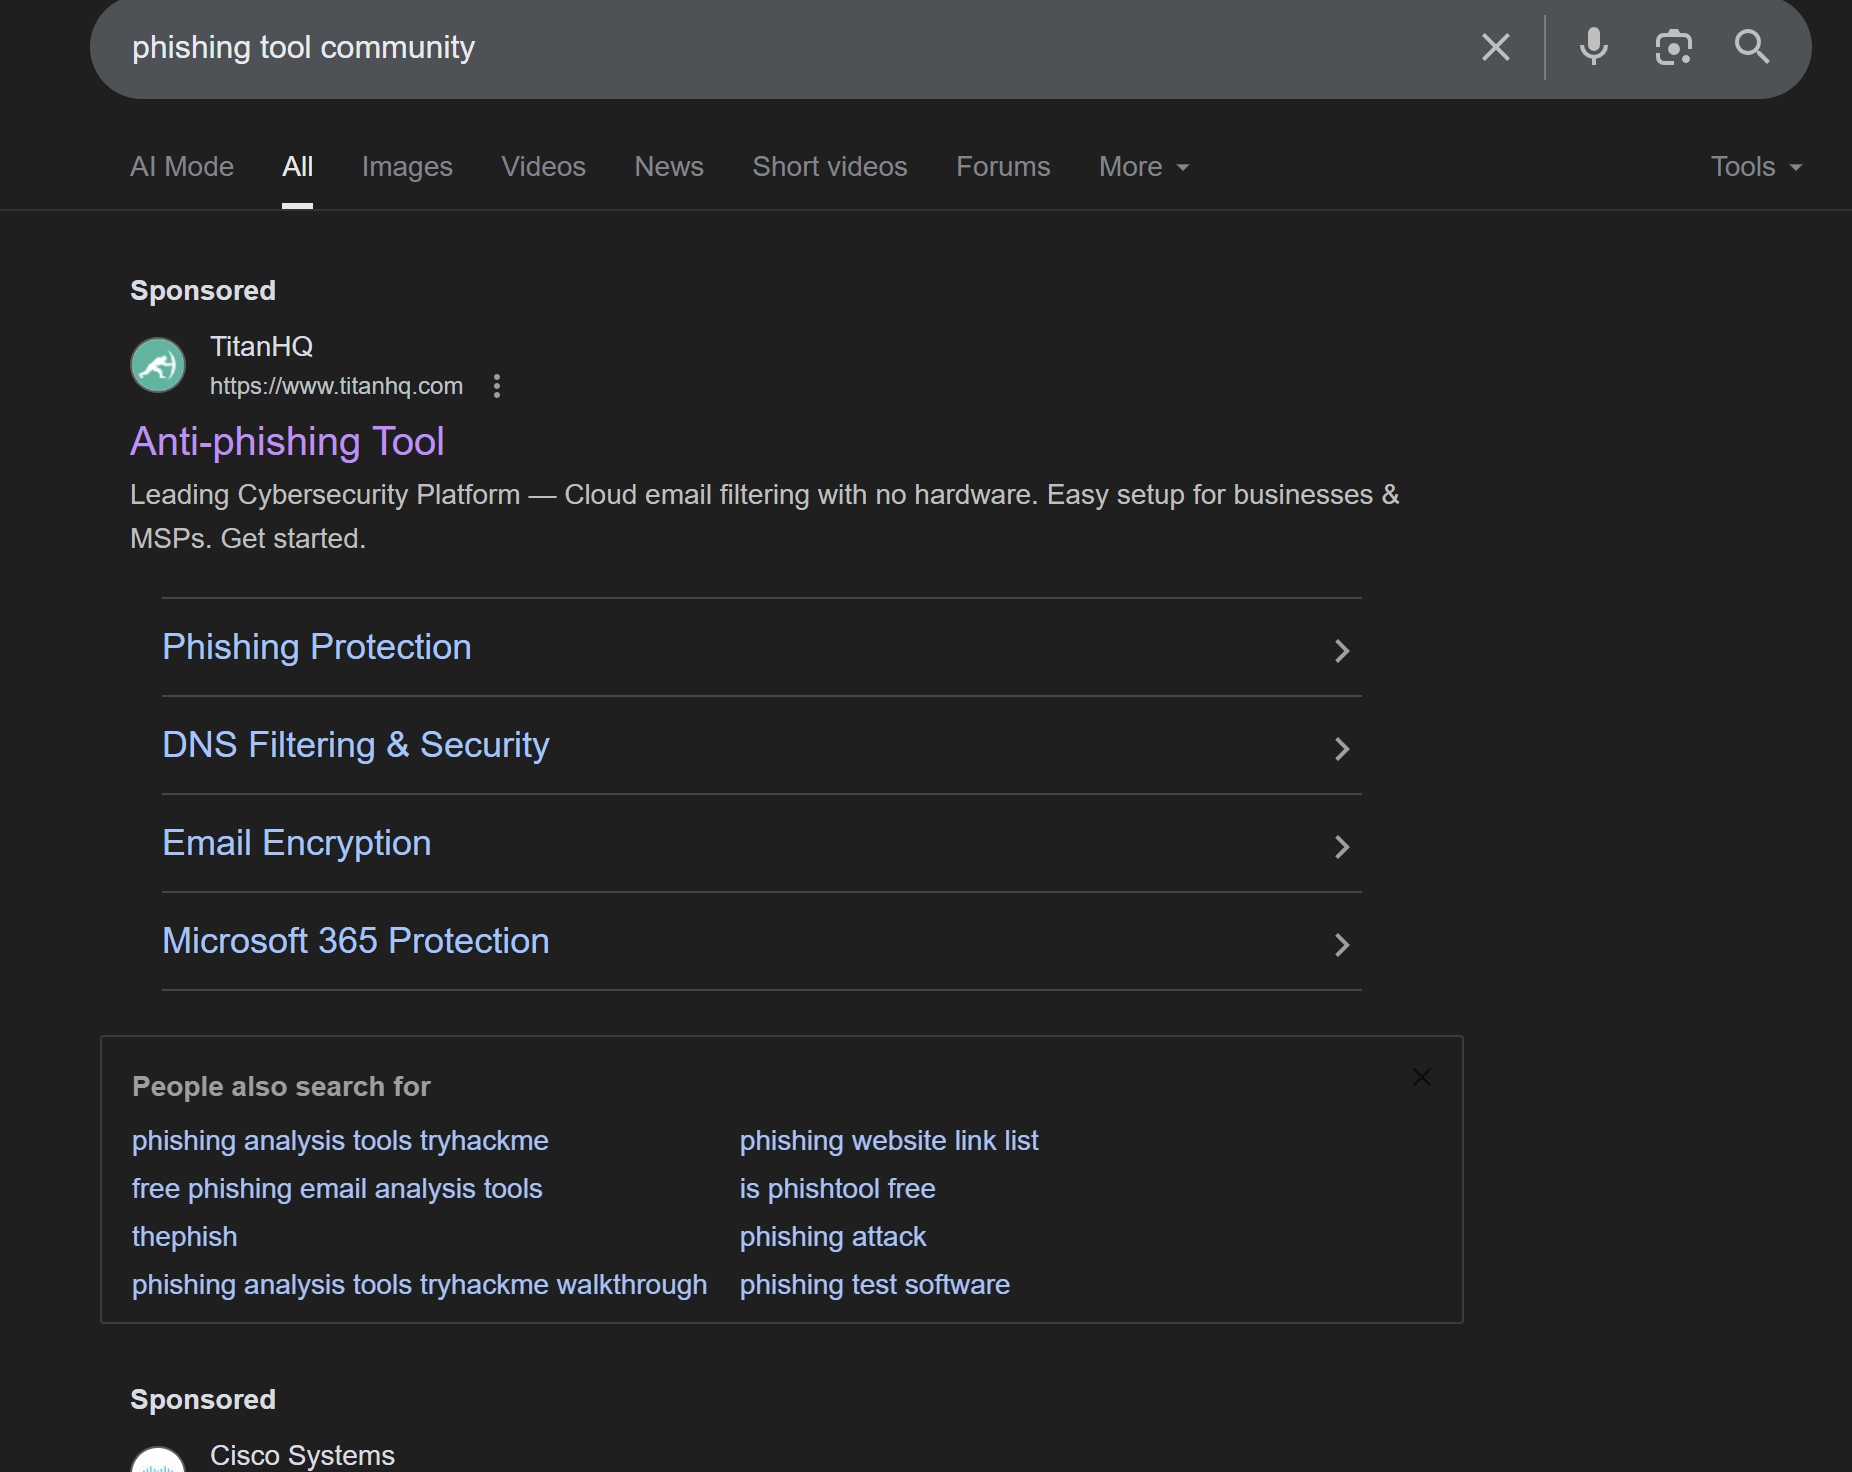 phishing tool community
AI Mode
All
Images
Videos
News
Short videos
Forums
More
Tools
Sponsored
TitanHQ
https://www.titanhq.com
Anti-phishing Tool
Leading Cybersecurity Platform — Cloud email filtering with no hardware. Easy setup for businesses &
MSPs. Get started.
Phishing Protection
DNS Filtering & Security
Email Encryption
Microsoft 365 Protection
People also search for
phishing analysis tools tryhackme
free phishing email analysis tools
thephish
phishing analysis tools tryhackme walkthrough
phishing website link list
is phishtool free
phishing attack
phishing test software
Sponsored
Cisco Systems